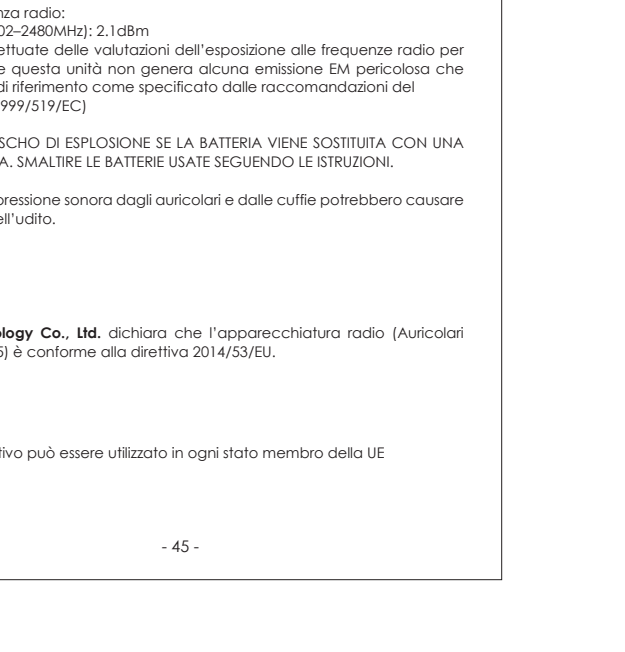 nza radio:
02–2480MHz): 2.1dBm
ettuate delle valutazioni dell'esposizione alle frequenze radio per
e questa unità non genera alcuna emissione EM pericolosa che
di riferimento come specificato dalle raccomandazioni del
999/519/EC)
SCHO DI ESPLOSIONE SE LA BATTERIA VIENE SOSTITUITA CON UNA
A. SMALTIRE LE BATTERIE USATE SEGUENDO LE ISTRUZIONI.
pressione sonora dagli auricolari e dalle cuffie potrebbero causare
ell'udito.
ology Co., Ltd. dichiara che l'apparecchiatura radio (Auricolari
5) è conforme alla direttiva 2014/53/EU.
tivo può essere utilizzato in ogni stato membro della UE
- 45 -